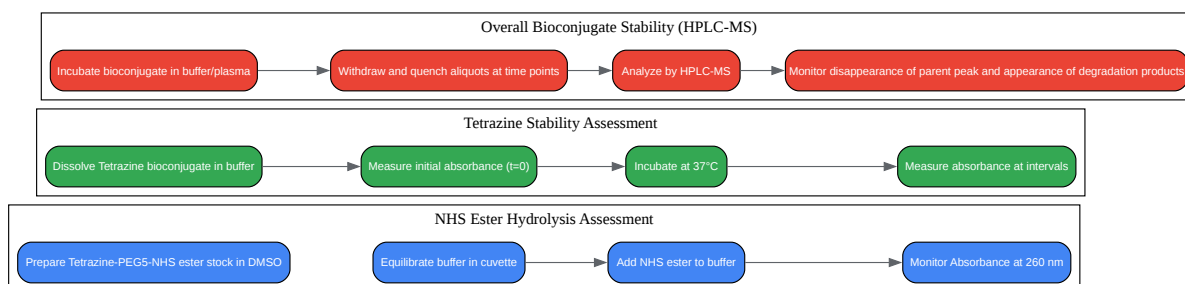 Overall Bioconjugate Stability (HPLC-MS)
Incubate bioconjugate in buffer/plasma
Withdraw and quench aliquots at time points
Analyze by HPLC-MS
Monitor disappearance of parent peak and appearance of degradation products
Tetrazine Stability Assessment
Dissolve Tetrazine bioconjugate in buffer
Measure initial absorbance (t=0)
Incubate at 37°C
Measure absorbance at intervals
NHS Ester Hydrolysis Assessment
Prepare Tetrazine-PEG5-NHS ester stock in DMSO
Equilibrate buffer in cuvette
Add NHS ester to buffer
Monitor Absorbance at 260 nm